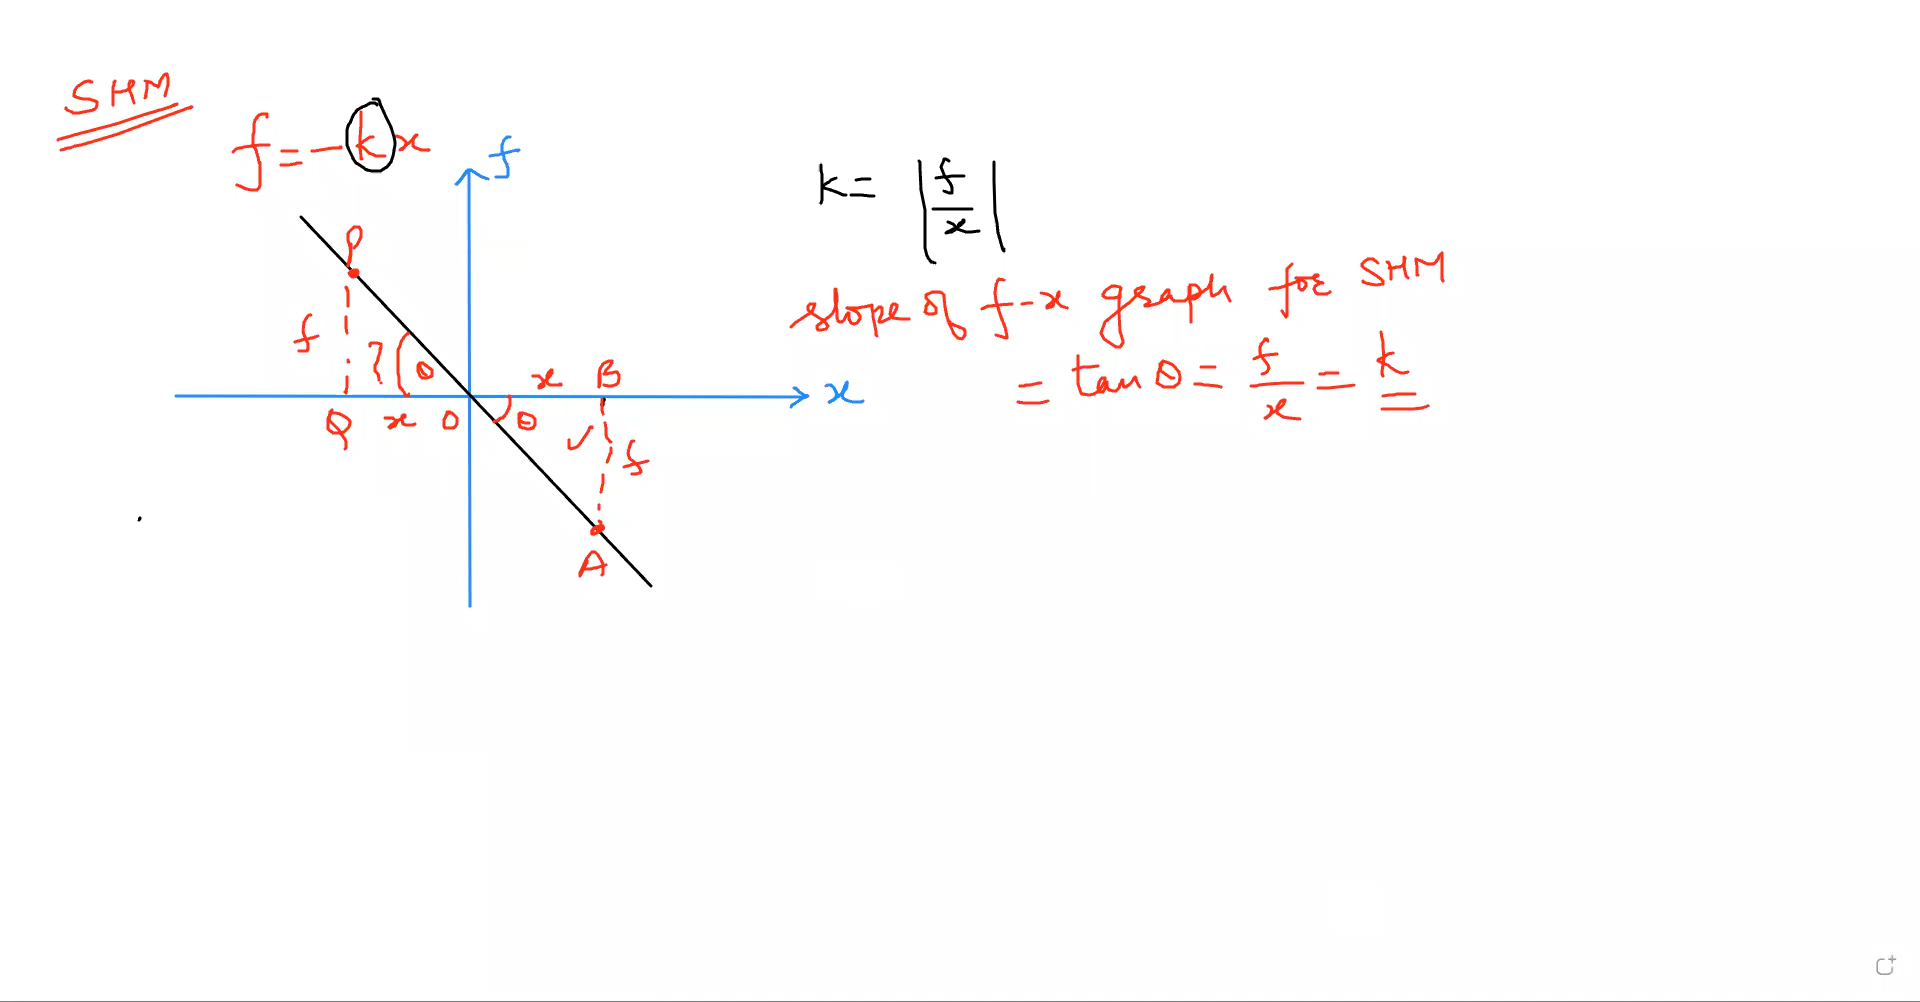 SHM
f = -kx
f
k = |f/x|
P
slope of f-x graph for SHM
f
?
θ
x
B
x
= tan θ = f/x = k
Q
x
O
θ
✓
f
A